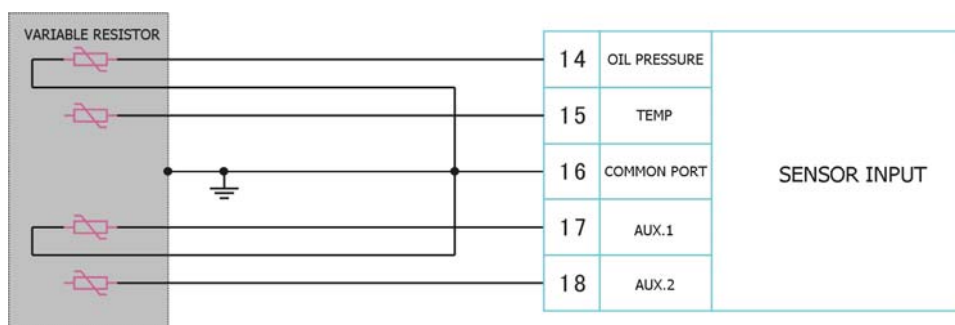 VARIABLE RESISTOR
14 OIL PRESSURE
15 TEMP
16 COMMON PORT
17 AUX.1
18 AUX.2
SENSOR INPUT